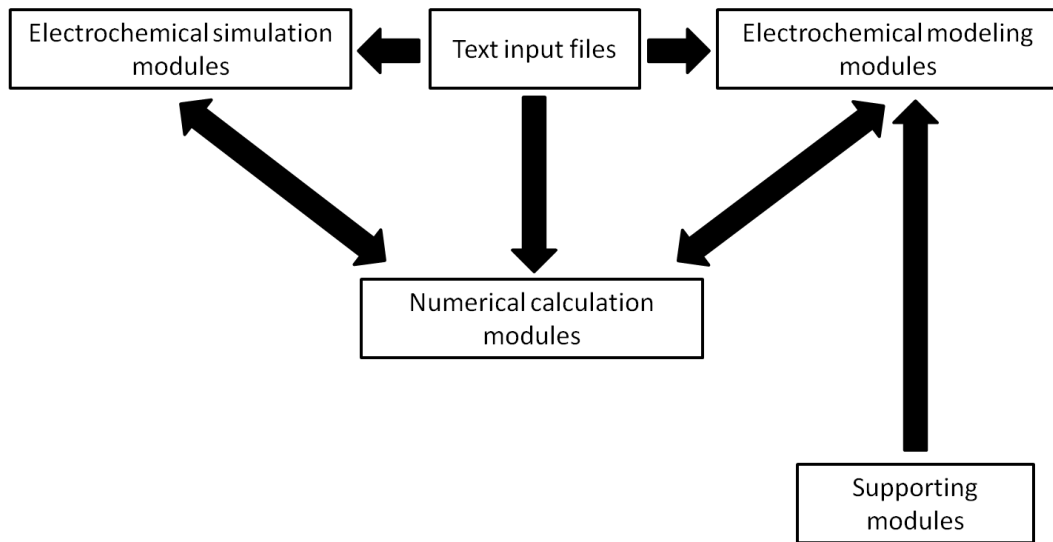 Electrochemical simulation
modules
Text input files
Electrochemical modeling
modules
Numerical calculation
modules
Supporting
modules